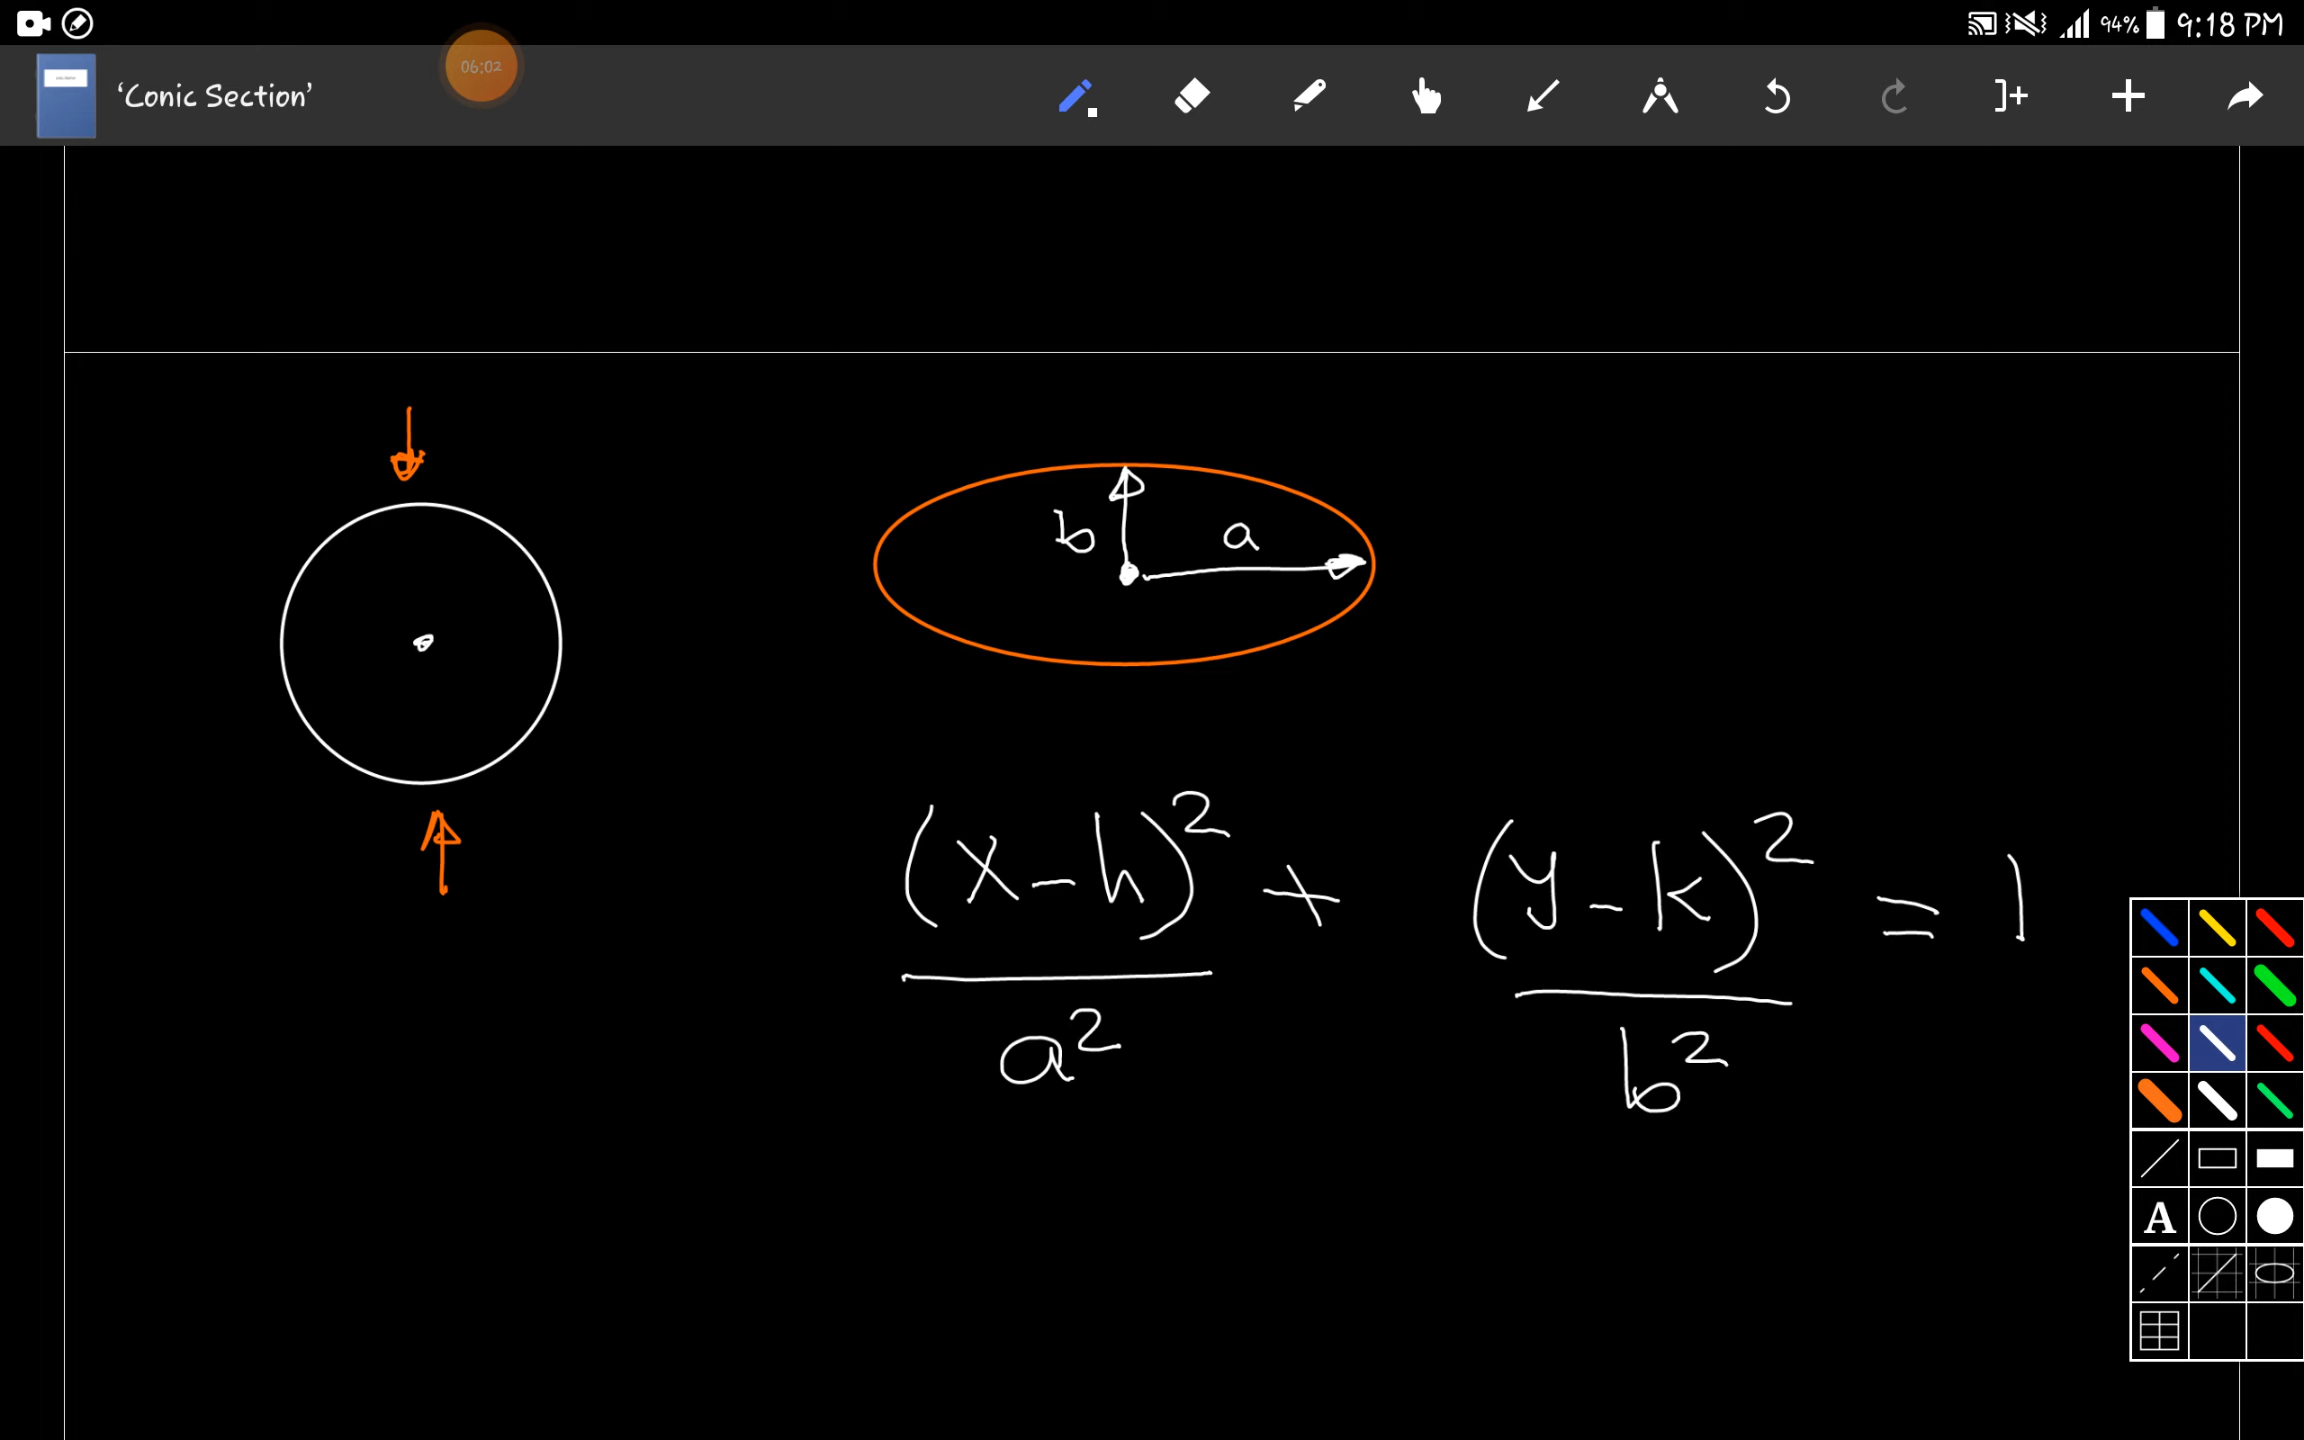 94% 9:18 PM
'Conic Section' 06:02 ]+
b a
(x-h)² + (y-k)² = 1
a² b²
A